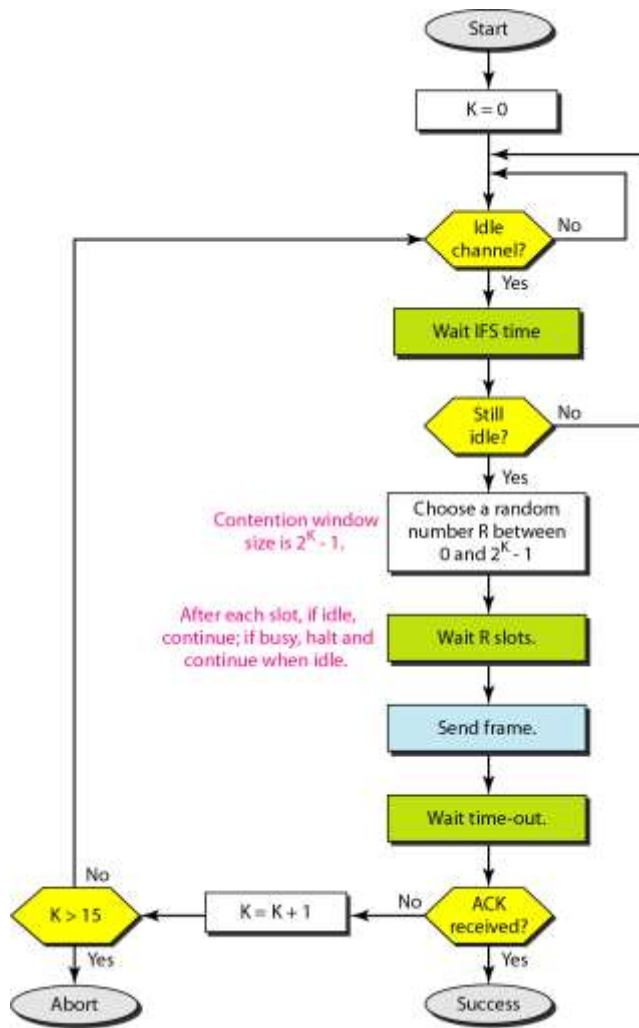 Start
K = 0
Idle
channel?
No
Yes
Wait IFS time
Still
idle?
No
Yes
Contention window
size is 2^K - 1.
Choose a random
number R between
0 and 2^K - 1
After each slot, if idle,
continue; if busy, halt and
continue when idle.
Wait R slots.
Send frame.
Wait time-out.
ACK
received?
No
Yes
K = K + 1
K > 15
No
Yes
Abort
Success